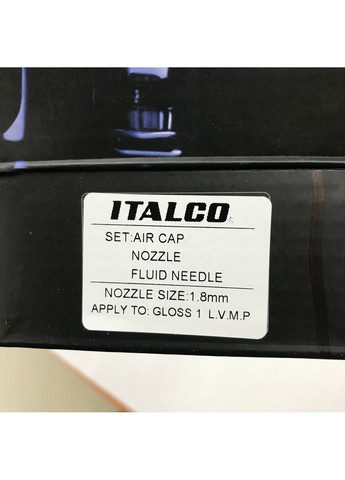 ITALCO
SET:AIR CAP
NOZZLE
FLUID NEEDLE
NOZZLE SIZE:1.8mm
APPLY TO: GLOSS 1 L.V.M.P